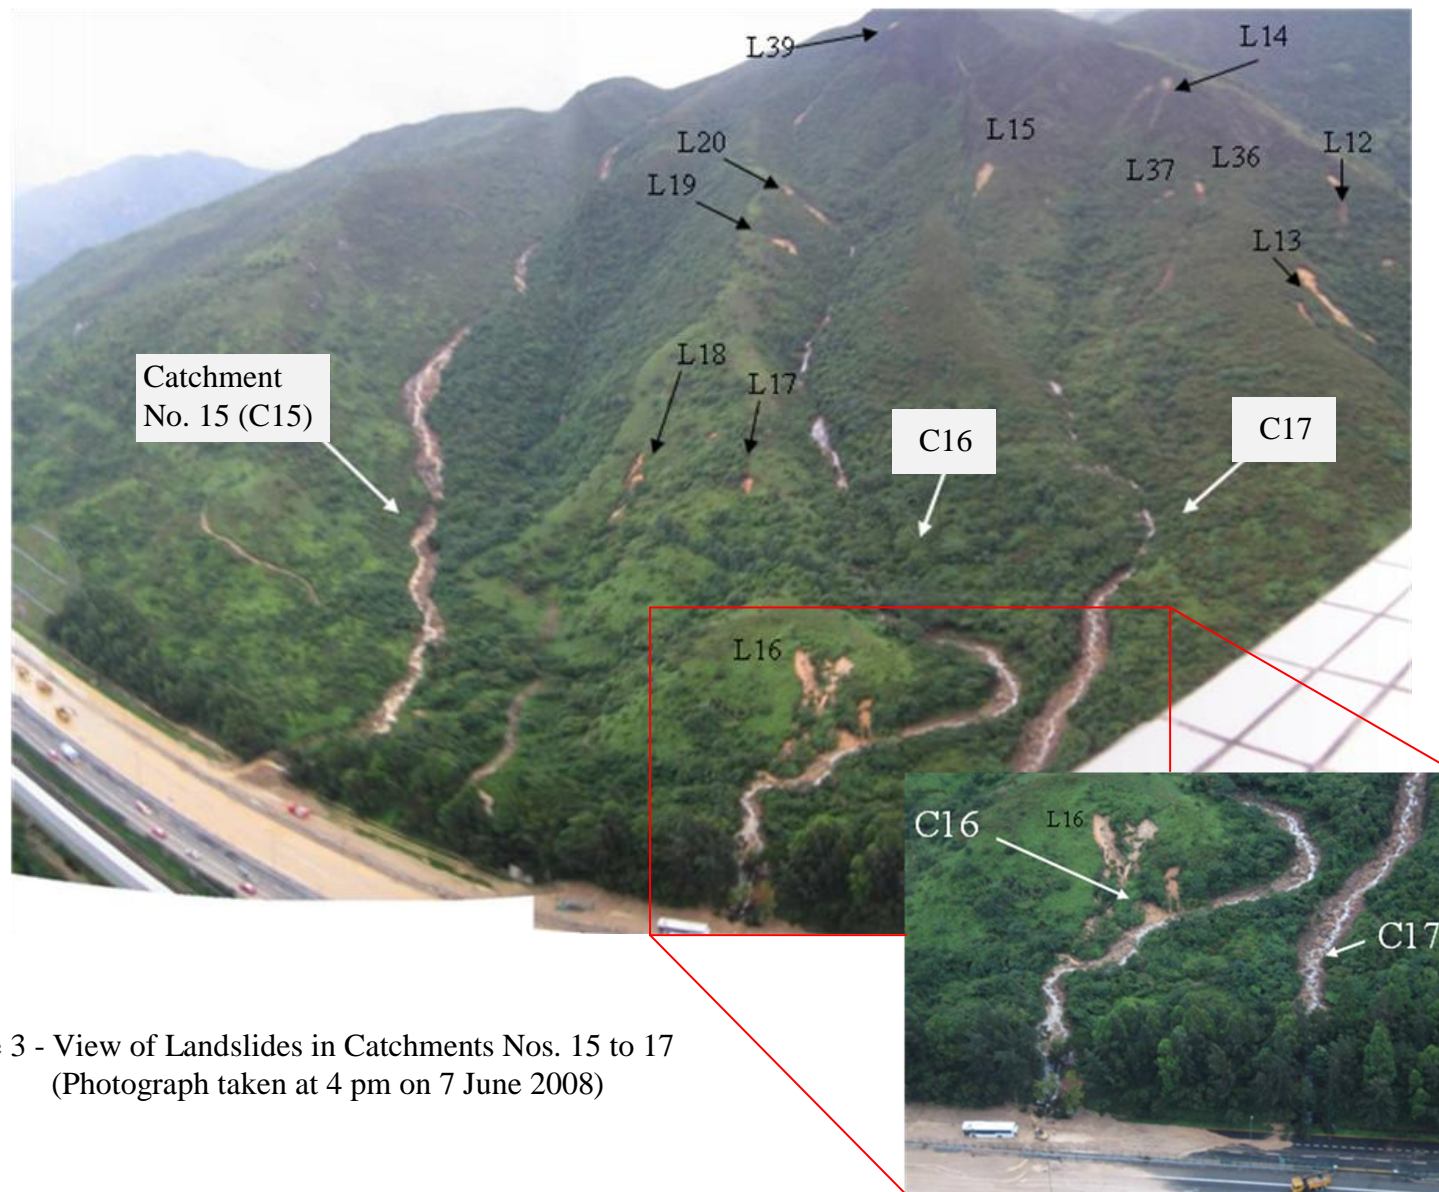 L39
L14
L15
L20
L12
L36
L37
L19
L13
L18
L17
Catchment
No. 15 (C15)
C16
C17
L16
C16
L16
C17
3 - View of Landslides in Catchments Nos. 15 to 17
(Photograph taken at 4 pm on 7 June 2008)